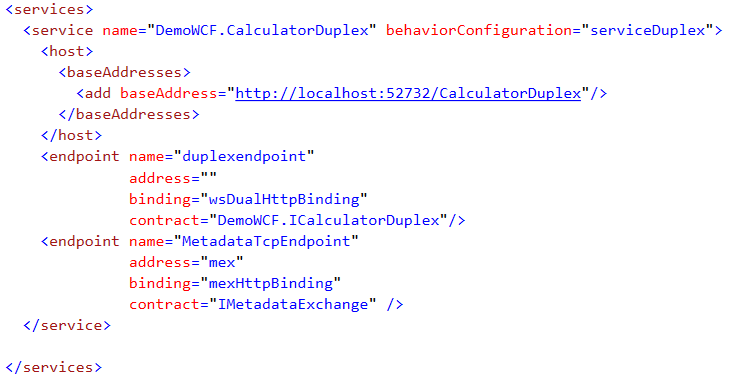 <services>
  <service name="DemoWCF.CalculatorDuplex" behaviorConfiguration="serviceDuplex">
    <host>
      <baseAddresses>
        <add baseAddress="http://localhost:52732/CalculatorDuplex"/>
      </baseAddresses>
    </host>
    <endpoint name="duplexendpoint"
              address=""
              binding="wsDualHttpBinding"
              contract="DemoWCF.ICalculatorDuplex"/>
    <endpoint name="MetadataTcpEndpoint"
              address="mex"
              binding="mexHttpBinding"
              contract="IMetadataExchange" />
  </service>

</services>